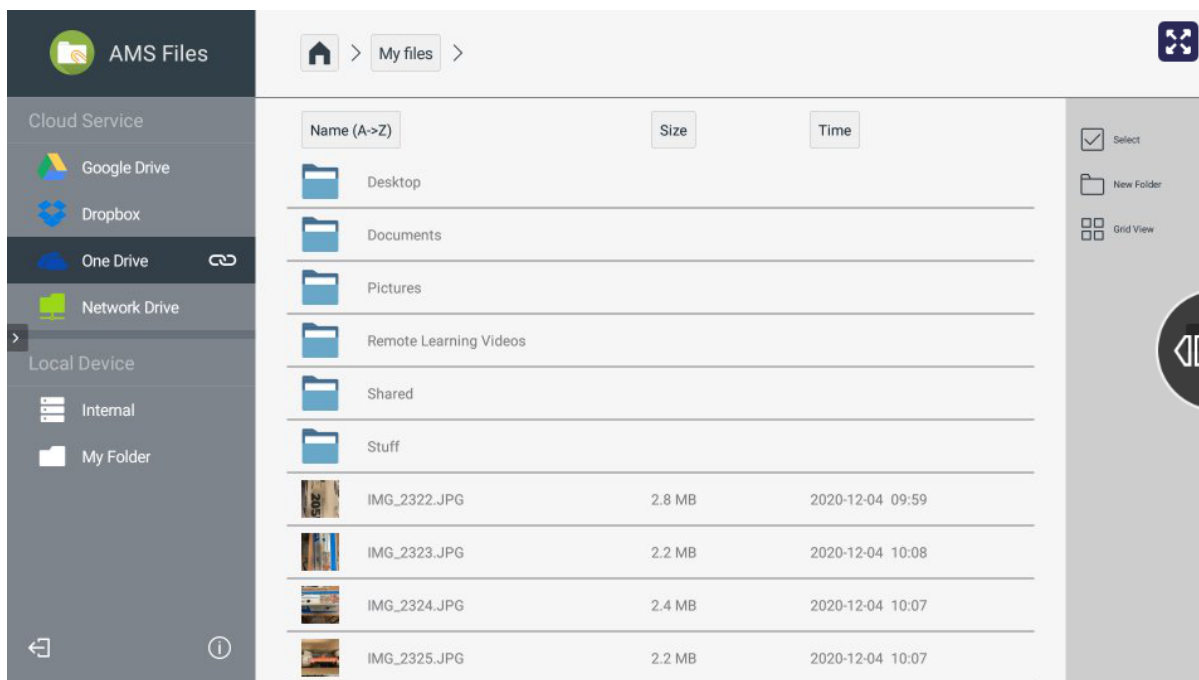 AMS Files
My files
Cloud Service
Google Drive
Dropbox
One Drive
Network Drive
Local Device
Internal
My Folder
Name (A->Z) Size Time
Desktop
Documents
Pictures
Remote Learning Videos
Shared
Stuff
IMG_2322.JPG 2.8 MB 2020-12-04 09:59
IMG_2323.JPG 2.2 MB 2020-12-04 10:08
IMG_2324.JPG 2.4 MB 2020-12-04 10:07
IMG_2325.JPG 2.2 MB 2020-12-04 10:07
Select
New Folder
Grid View